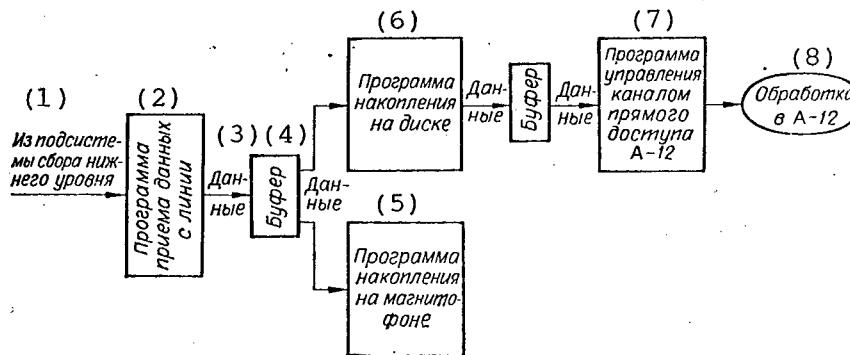 (1)
Из подсисте-
мы сбора ниж-
него уровня
(2)
Программа
приема данных
с линии
(3)
Дан-
ные
(4)
Буфер
Дан-
ные
(6)
Программа
накопления
на диске
(5)
Программа
накопления
на магнито-
фоне
Дан-
ные
Буфер
Дан-
ные
(7)
Программа
управления
каналом
прямого
доступа
А-12
(8)
Обработка
в А-12